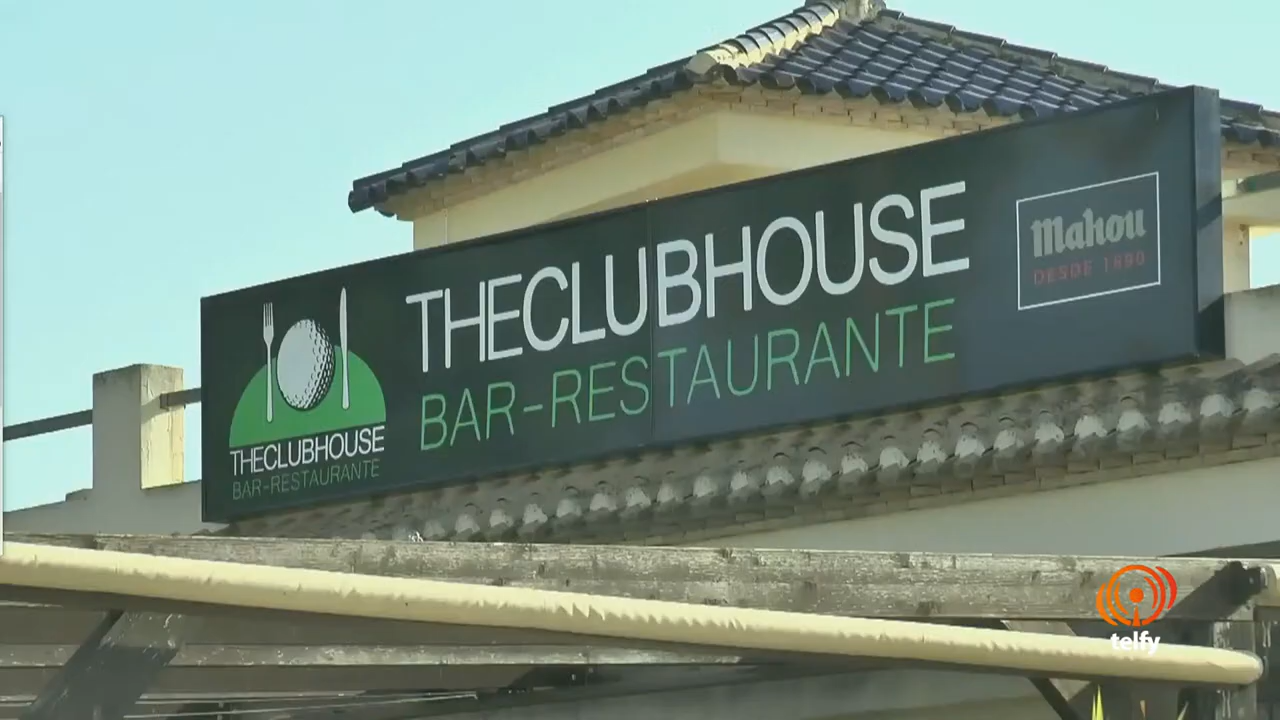 THECLUBHOUSE
BAR-RESTAURANTE
THECLUBHOUSE
BAR-RESTAURANTE
Mahou
DESDE 1890
telfy